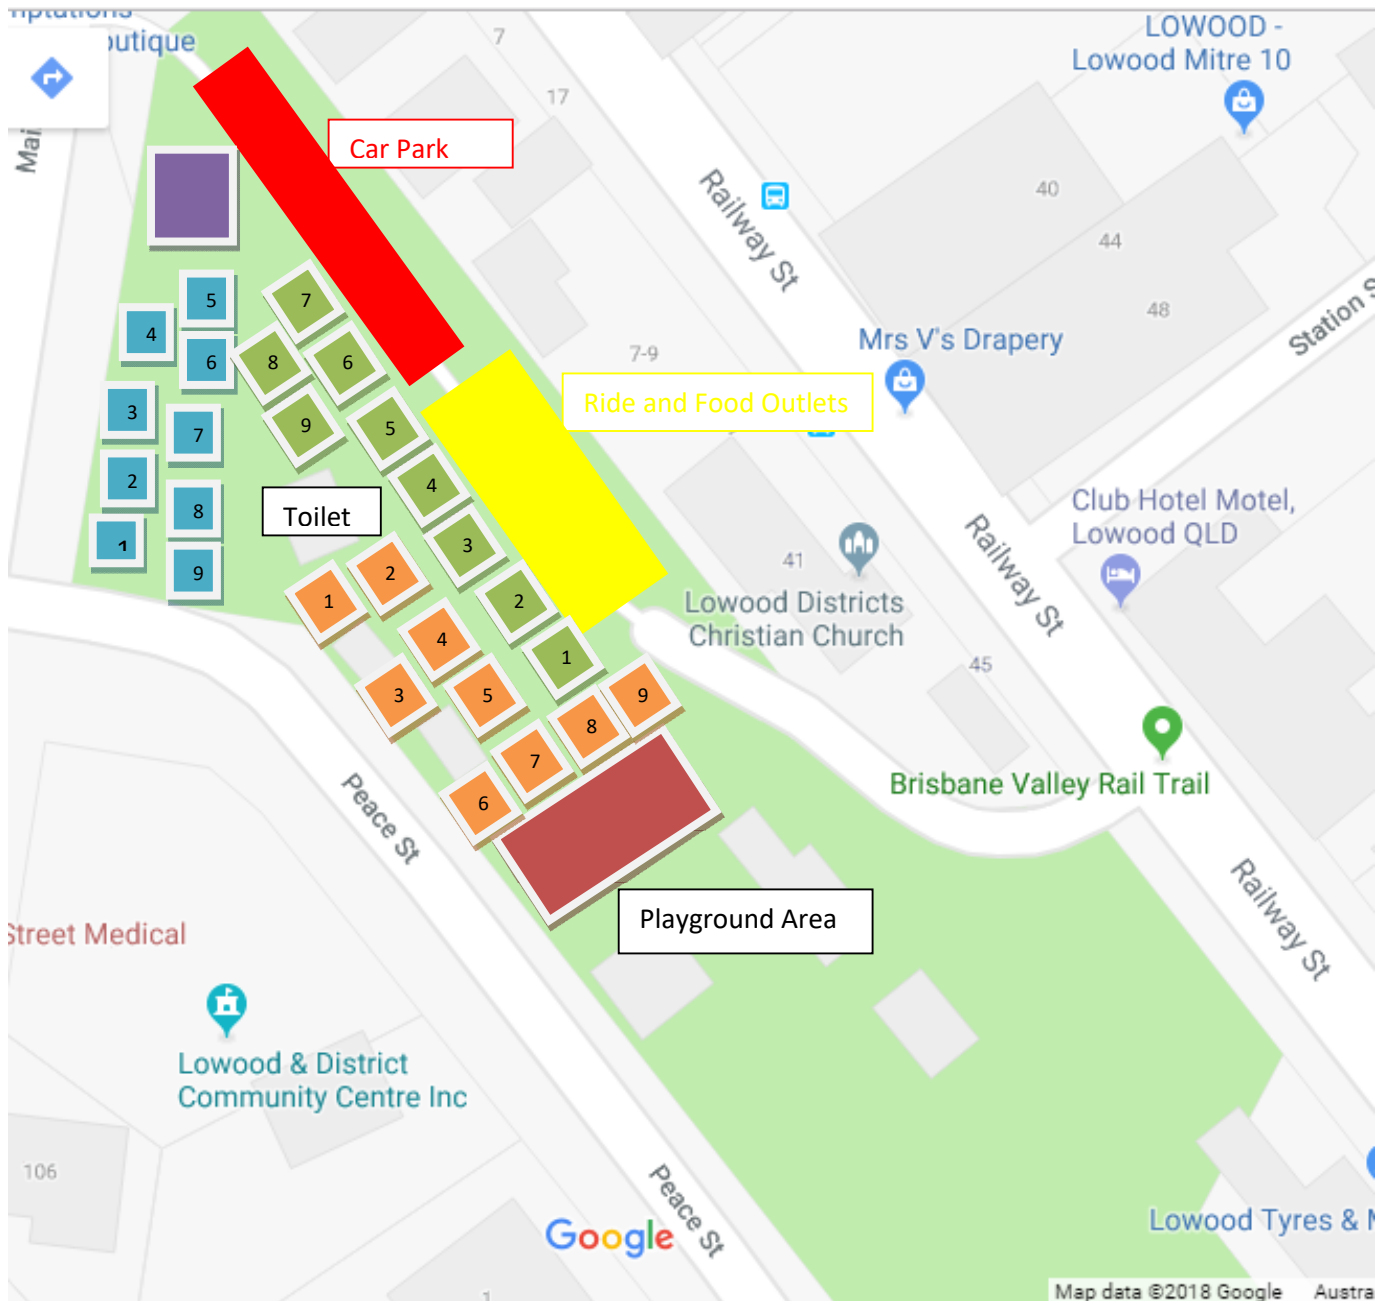 outique
Mai
7
17
LOWOOD -
Lowood Mitre 10
Car Park
Railway St
40
44
48
Station S
5
4
6
7
8
6
3
7
9
5
2
4
8
1
3
9
7-9
Mrs V's Drapery
Ride and Food Outlets
Toilet
Club Hotel Motel,
Lowood QLD
41
Lowood Districts
Christian Church
Railway St
45
2
1
2
1
4
3
5
9
8
7
6
Brisbane Valley Rail Trail
Peace St
Playground Area
Railway St
Street Medical
Lowood & District
Community Centre Inc
106
Peace St
Google
Lowood Tyres & M
1
Map data ©2018 Google Austra